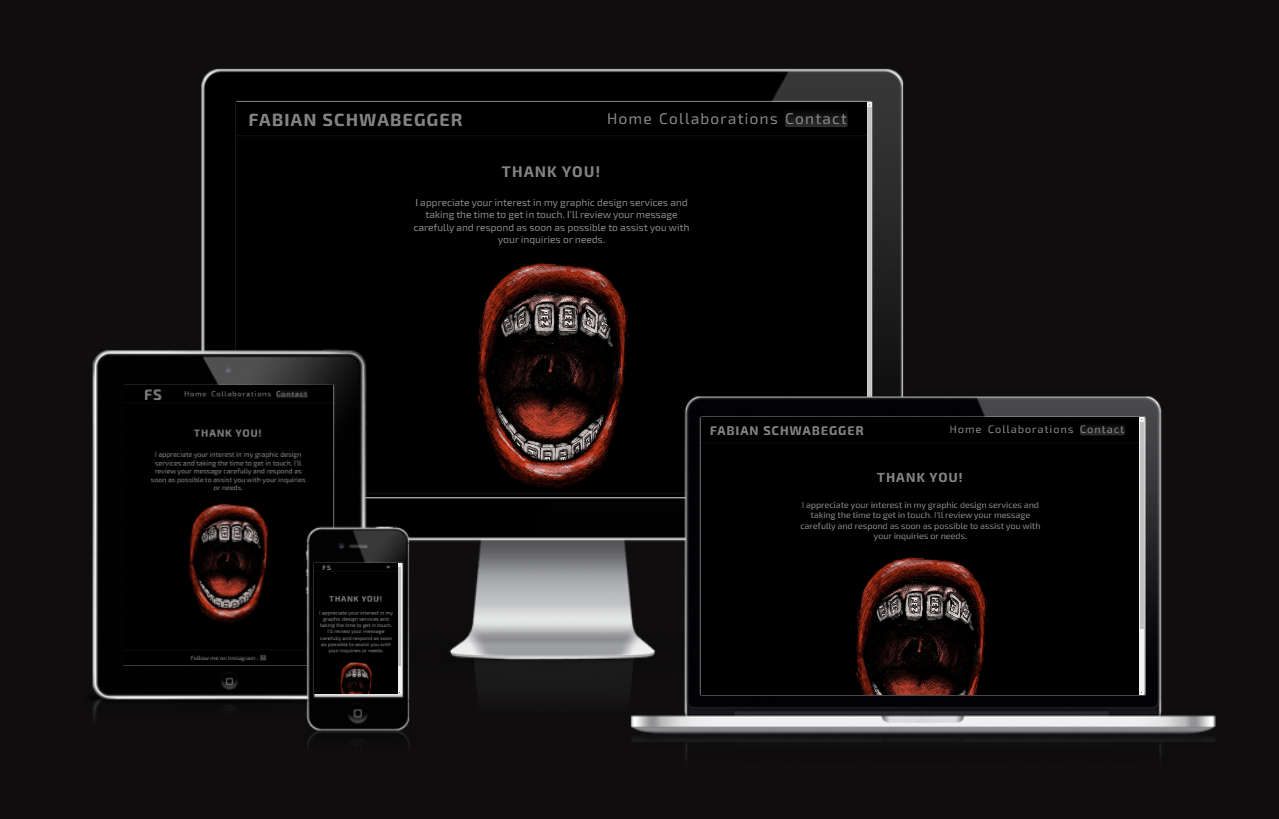 FABIAN SCHWABEGGER
Home Collaborations Contact
THANK YOU!
I appreciate your interest in my graphic design services and
taking the time to get in touch. I'll review your message
carefully and respond as soon as possible to assist you with
your inquiries or needs.
KEZ
KEZ
FS
Home Collaborations Contact
THANK YOU!
I appreciate your interest in my graphic design
services and taking the time to get in touch. I'll
review your message carefully and respond as
soon as possible to assist you with your inquiries
or needs.
Follow me on Instagram :
FS
THANK YOU!
I appreciate your interest in my
graphic design services and
taking the time to get in touch.
I'll review your message
carefully and respond as soon
as possible to assist you with
your inquiries or needs.
FABIAN SCHWABEGGER
Home Collaborations Contact
THANK YOU!
I appreciate your interest in my graphic design services and
taking the time to get in touch. I'll review your message
carefully and respond as soon as possible to assist you with
your inquiries or needs.
KEZ
KEZ